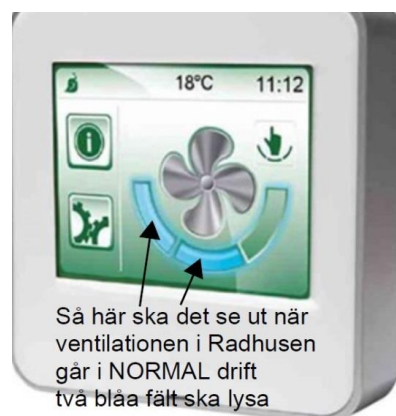 18ºC 11:12
Så här ska det se ut när
ventilationen i Radhusen
går i NORMAL drift
två blåa fält ska lysa